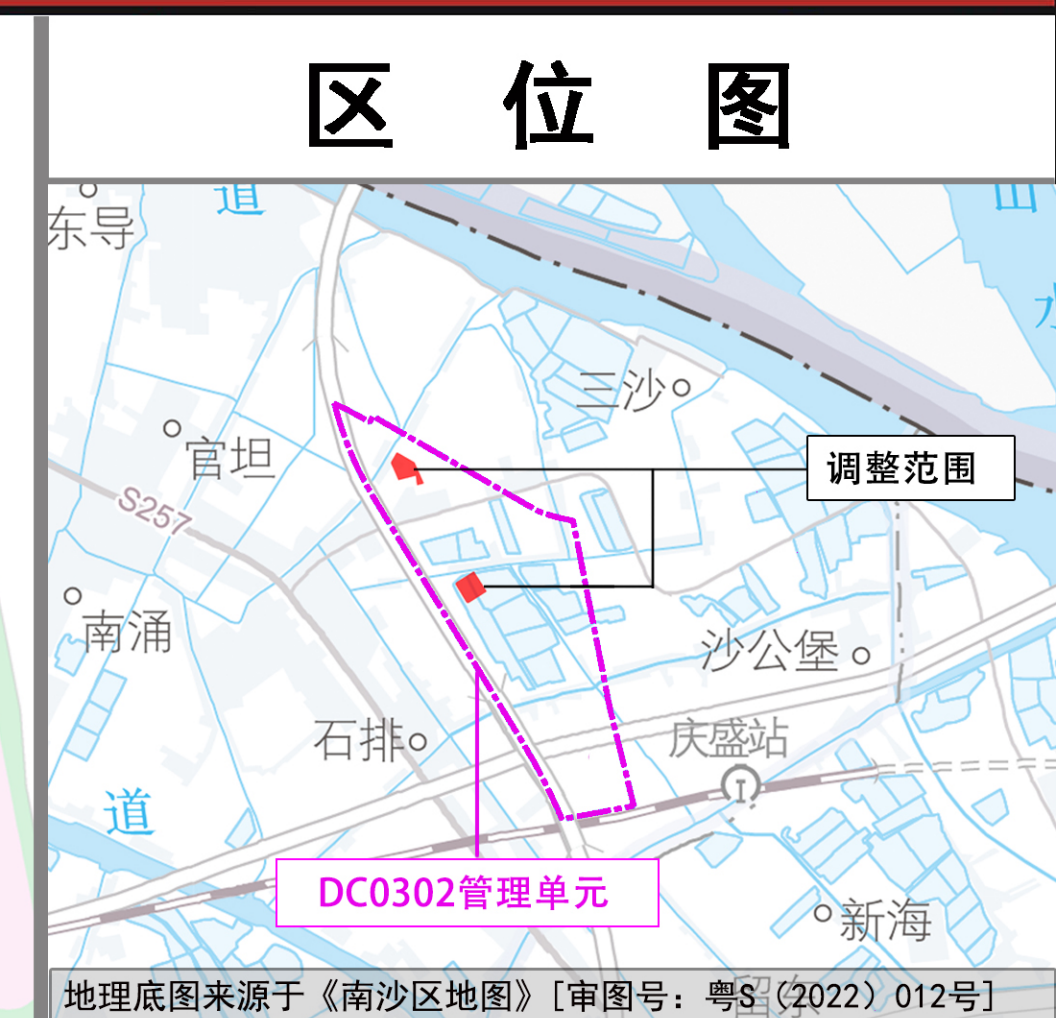 区位图
道
山
东导
水
三沙
官坦
调整范围
S257
南涌
沙公堡
石排
庆盛站
道
DC0302管理单元
新海
地理底图来源于《南沙区地图》[审图号：粤S（2022）012号]